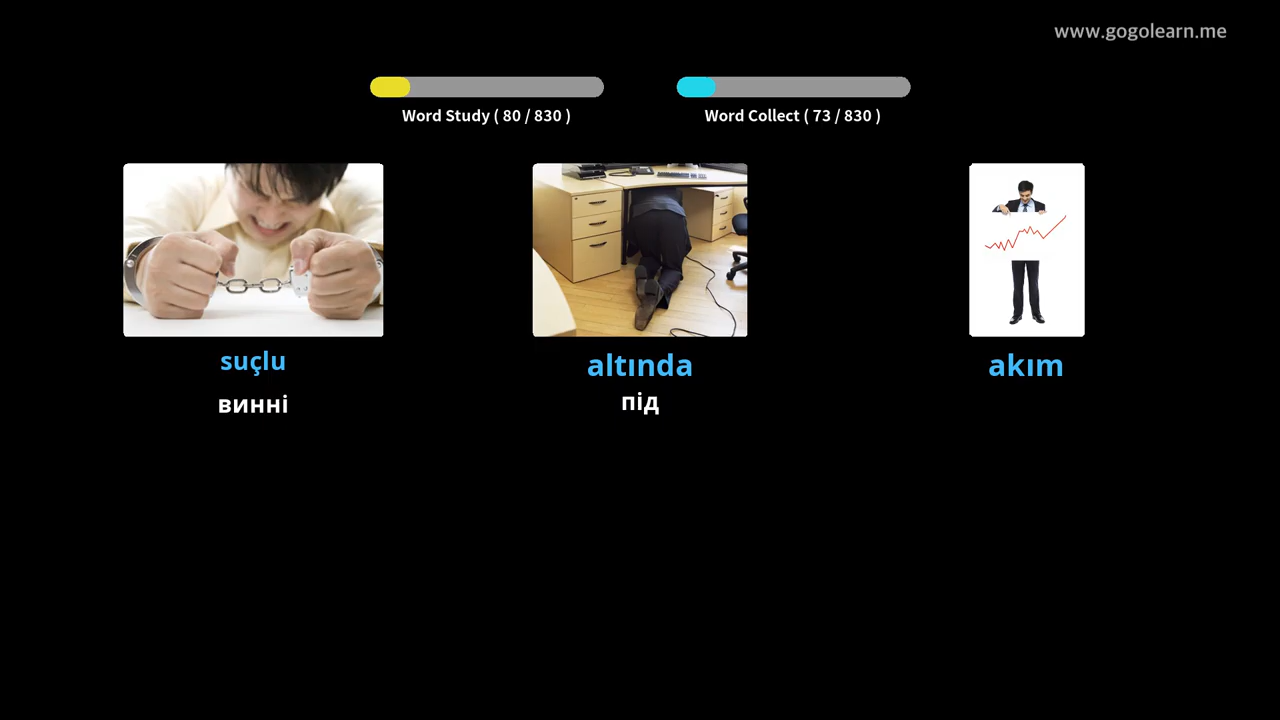 www.gogolearn.me
Word Study ( 80 / 830 )
Word Collect ( 73 / 830 )
suçlu
altında
akım
винні
під